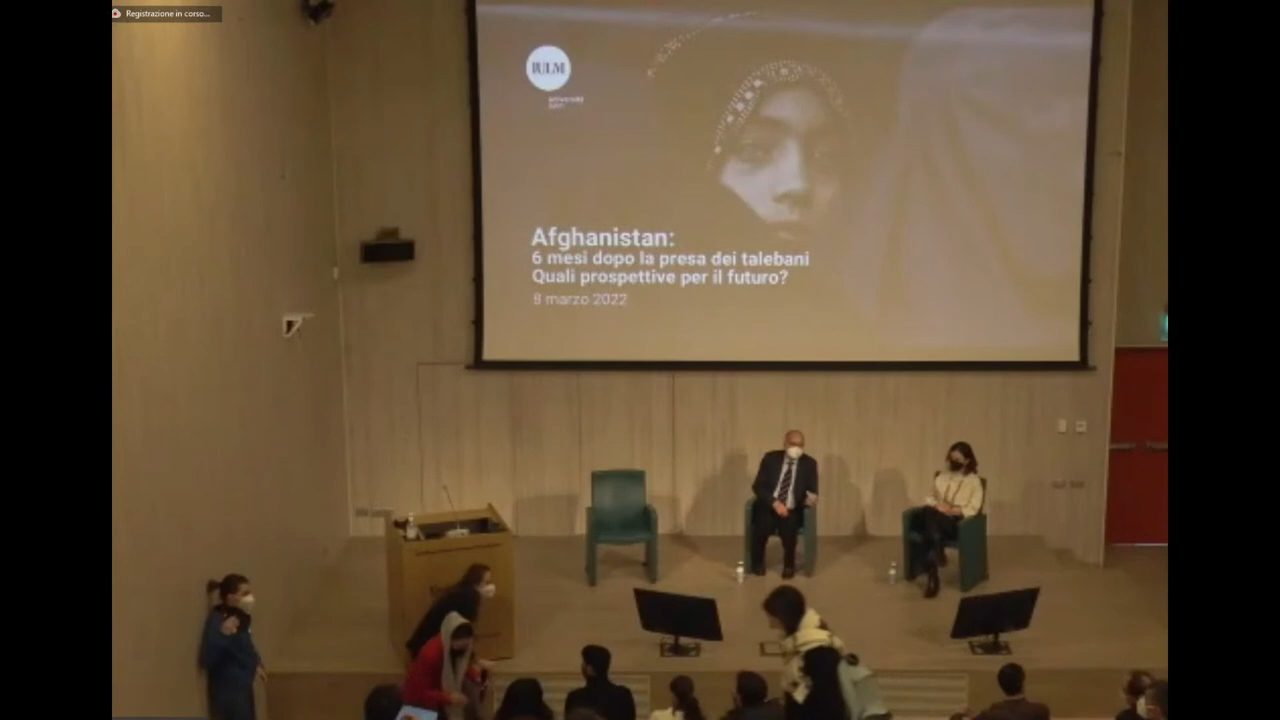 Registrazione in corso...
IULM
Afghanistan:
6 mesi dopo la presa dei talebani
Quali prospettive per il futuro?
8 marzo 2022